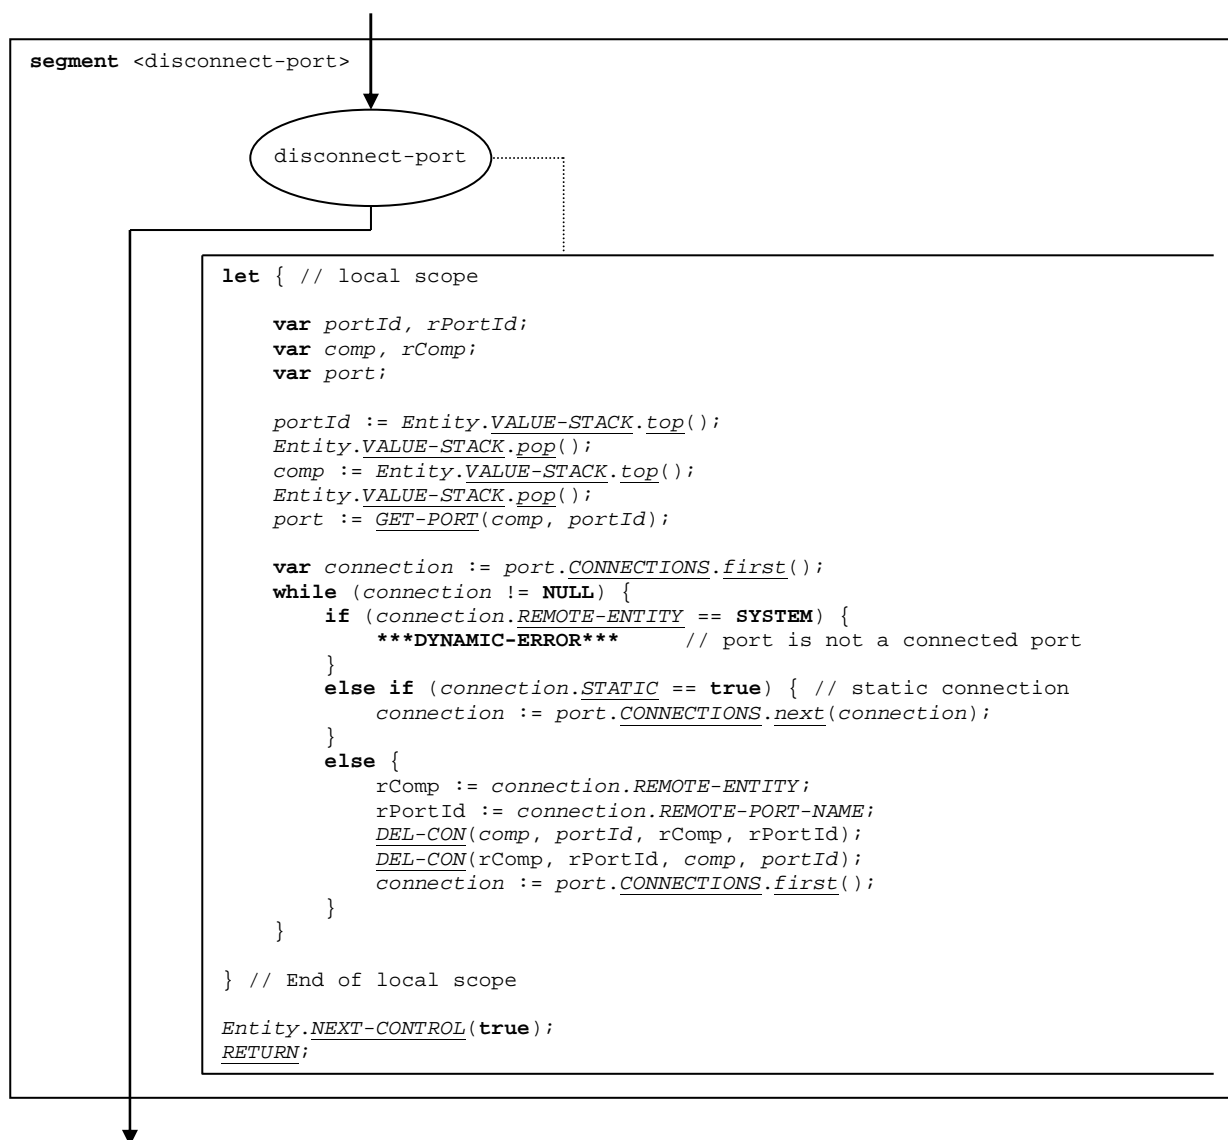 segment <disconnect-port>
disconnect-port
let { // local scope
var portId, rPortId;
var comp, rComp;
var port;
portId := Entity.VALUE-STACK.top();
Entity.VALUE-STACK.pop();
comp := Entity.VALUE-STACK.top();
Entity.VALUE-STACK.pop();
port := GET-PORT(comp, portId);
var connection := port.CONNECTIONS.first();
while (connection != NULL) {
if (connection.REMOTE-ENTITY == SYSTEM) {
***DYNAMIC-ERROR*** // port is not a connected port
}
else if (connection.STATIC == true) { // static connection
connection := port.CONNECTIONS.next(connection);
}
else {
rComp := connection.REMOTE-ENTITY;
rPortId := connection.REMOTE-PORT-NAME;
DEL-CON(comp, portId, rComp, rPortId);
DEL-CON(rComp, rPortId, comp, portId);
connection := port.CONNECTIONS.first();
}
}
} // End of local scope
Entity.NEXT-CONTROL(true);
RETURN;